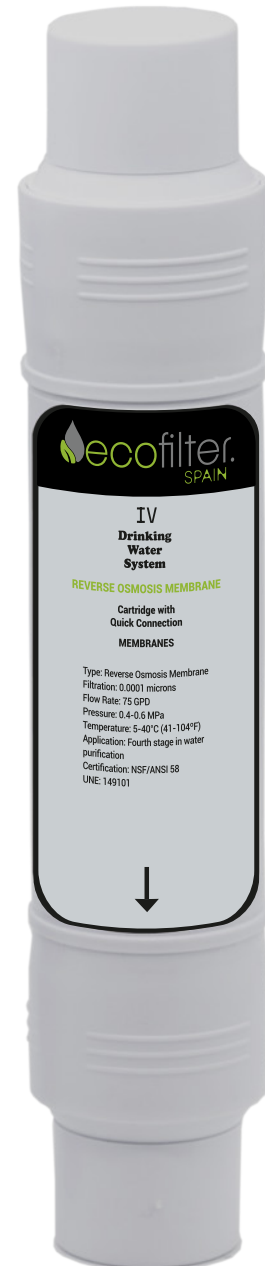 ecofilter.
SPAIN
IV
Drinking
Water
System
REVERSE OSMOSIS MEMBRANE
Cartridge with
Quick Connection
MEMBRANES
Type: Reverse Osmosis Membrane
Filtration: 0.0001 microns
Flow Rate: 75 GPD
Pressure: 0.4-0.6 MPa
Temperature: 5-40°C (41-104ºF)
Application: Fourth stage in water
purification
Certification: NSF/ANSI 58
UNE: 149101